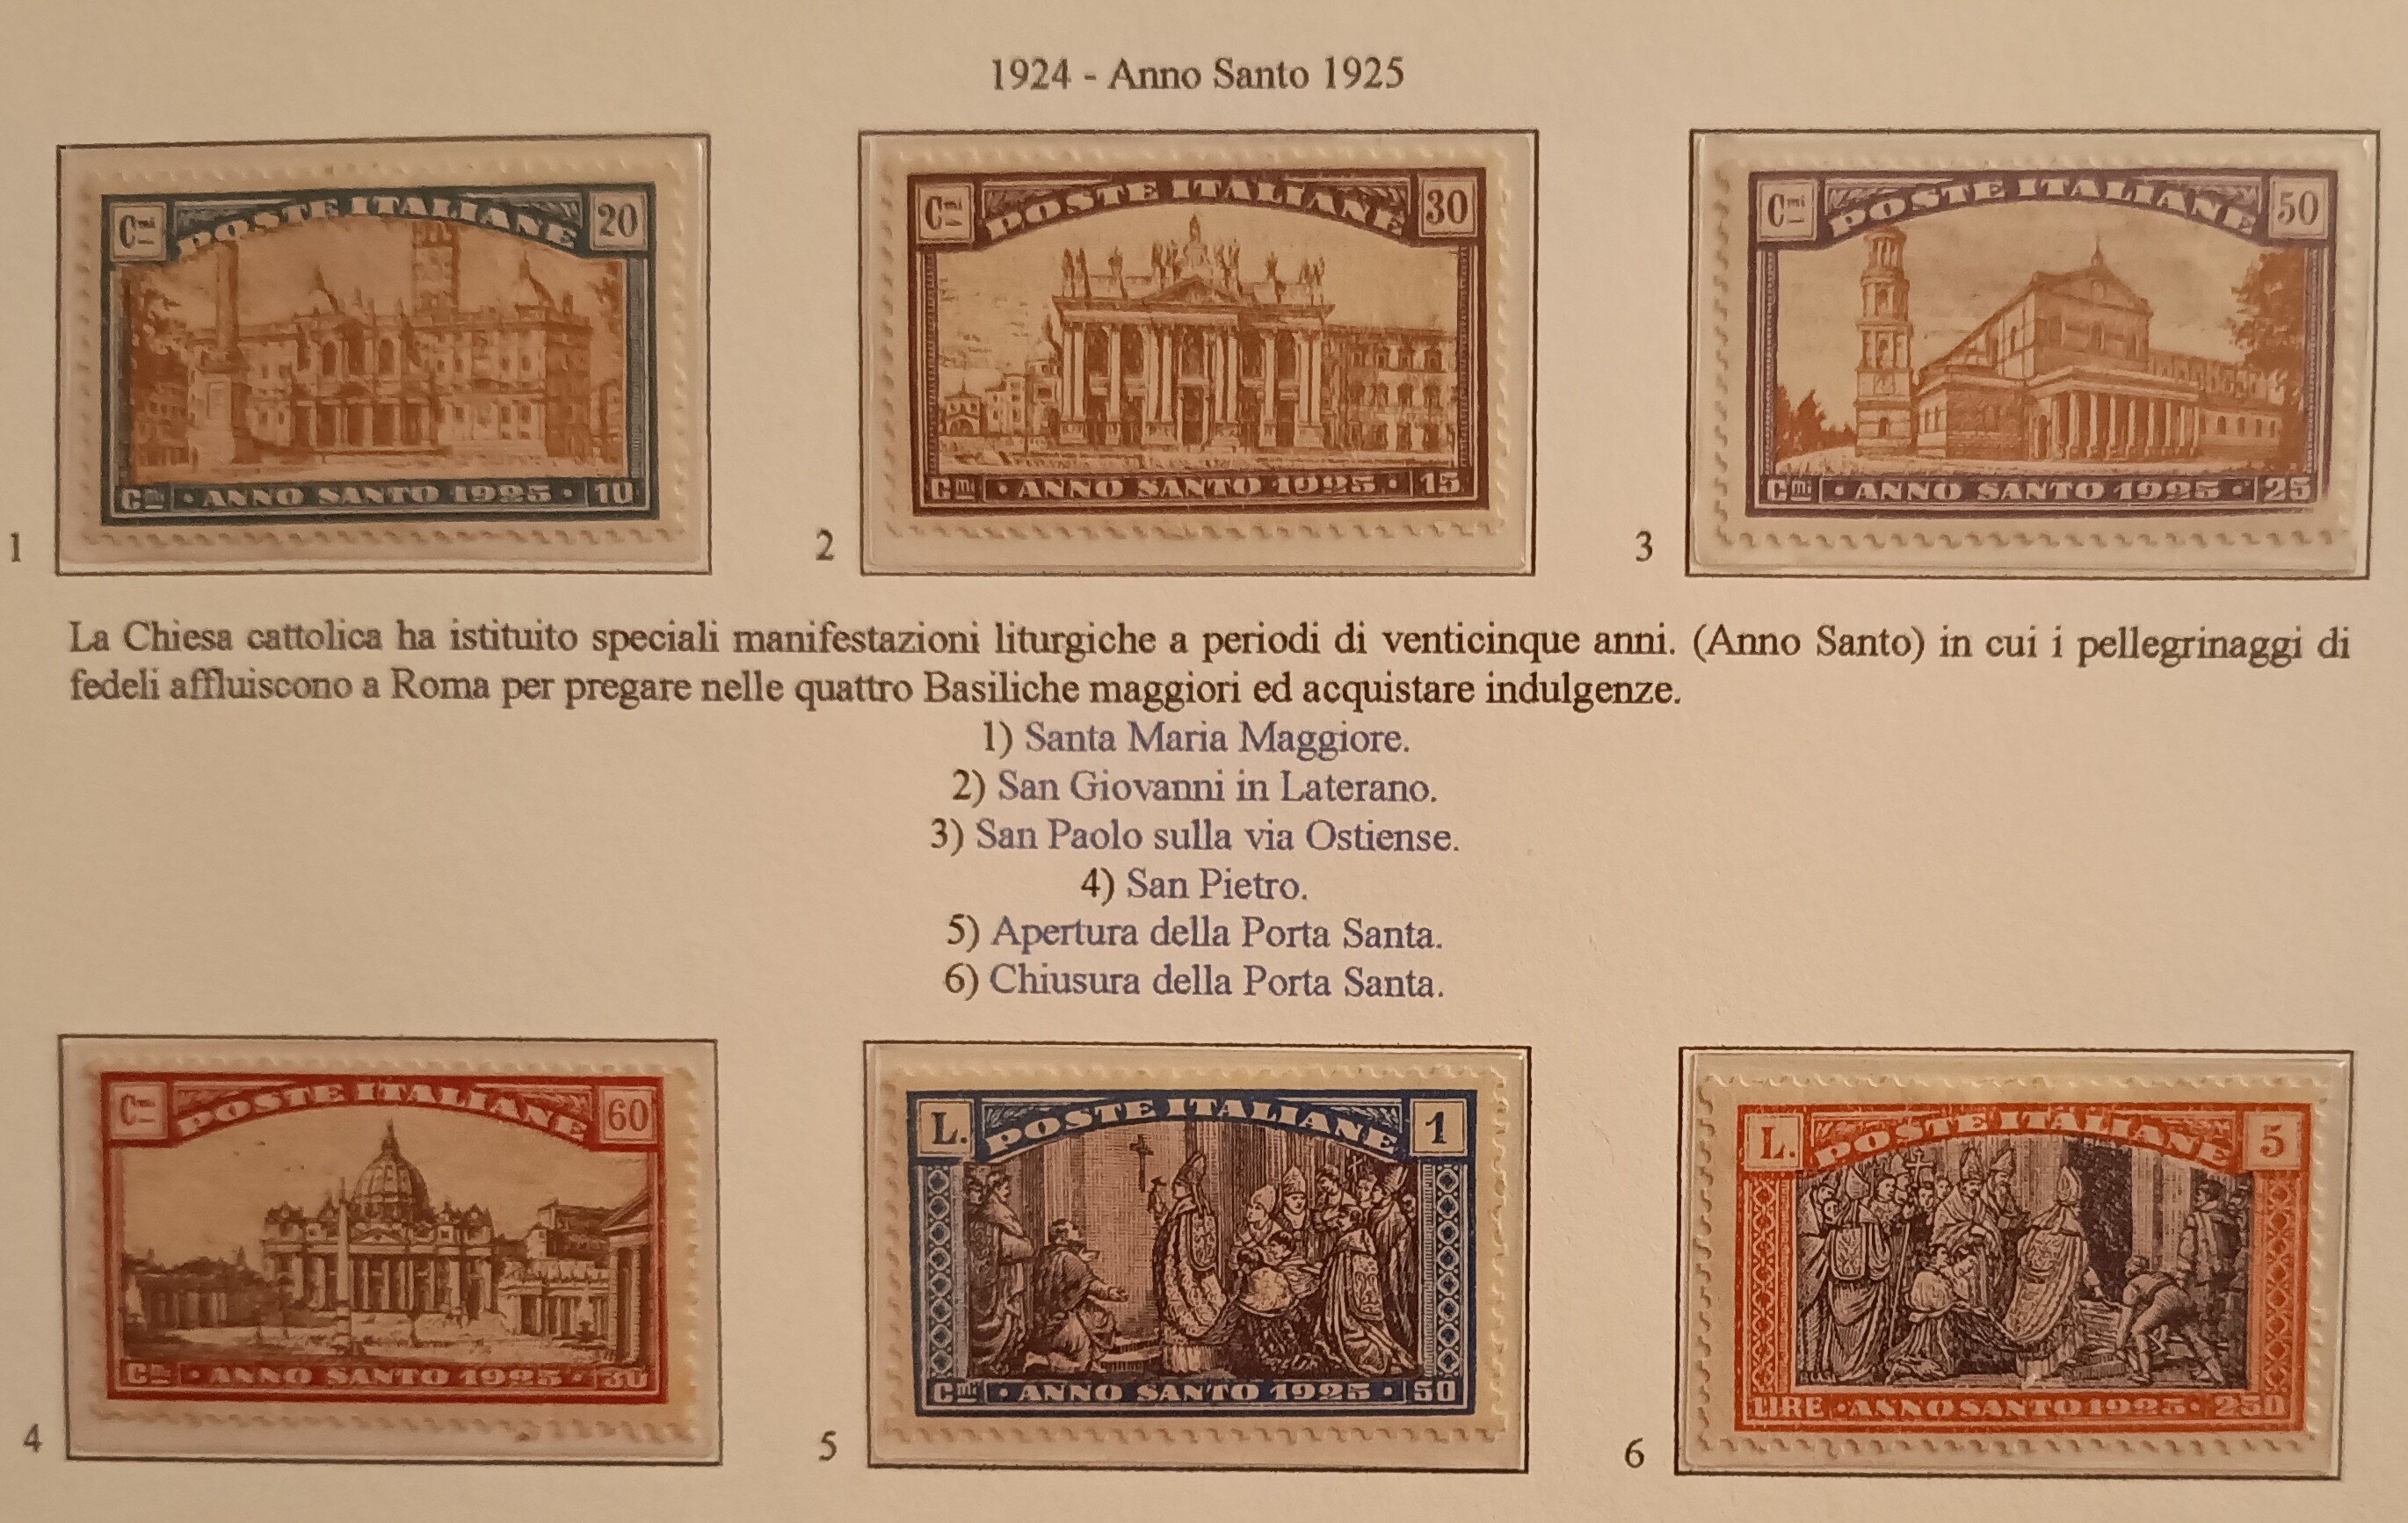 1924 - Anno Santo 1925
Cmi POSTE ITALIANE 20
Cmi · ANNO SANTO 1925 · 10
1
Cmi POSTE ITALIANE 30
Cmi · ANNO SANTO 1925 · 15
2
Cmi POSTE ITALIANE 50
Cmi · ANNO SANTO 1925 · 25
3
La Chiesa cattolica ha istituito speciali manifestazioni liturgiche a periodi di venticinque anni. (Anno Santo) in cui i pellegrinaggi di
fedeli affluiscono a Roma per pregare nelle quattro Basiliche maggiori ed acquistare indulgenze.
1) Santa Maria Maggiore.
2) San Giovanni in Laterano.
3) San Paolo sulla via Ostiense.
4) San Pietro.
5) Apertura della Porta Santa.
6) Chiusura della Porta Santa.
Cmi POSTE ITALIANE 60
Cmi · ANNO SANTO 1925 · 30
4
L. POSTE ITALIANE 1
Cmi · ANNO SANTO 1925 · 50
5
L. POSTE ITALIANE 5
LIRE · ANNO SANTO 1925 · 250
6